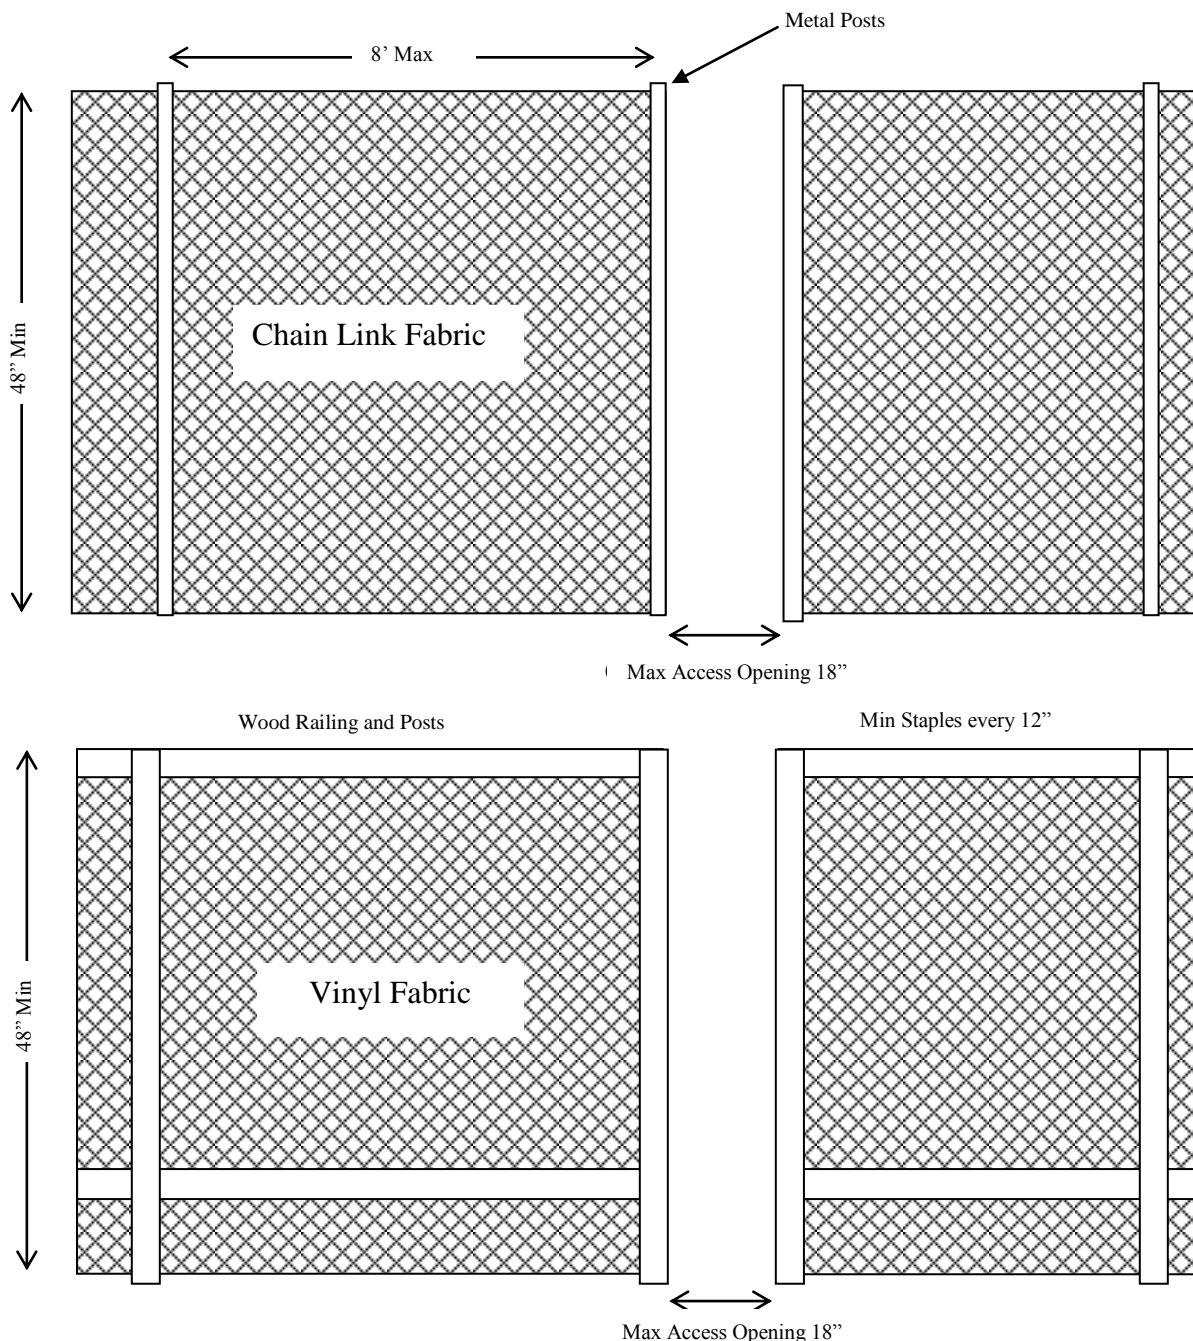 Metal Posts
8’ Max
48” Min
Chain Link Fabric
Max Access Opening 18”
Wood Railing and Posts
Min Staples every 12”
48” Min
Vinyl Fabric
Max Access Opening 18”